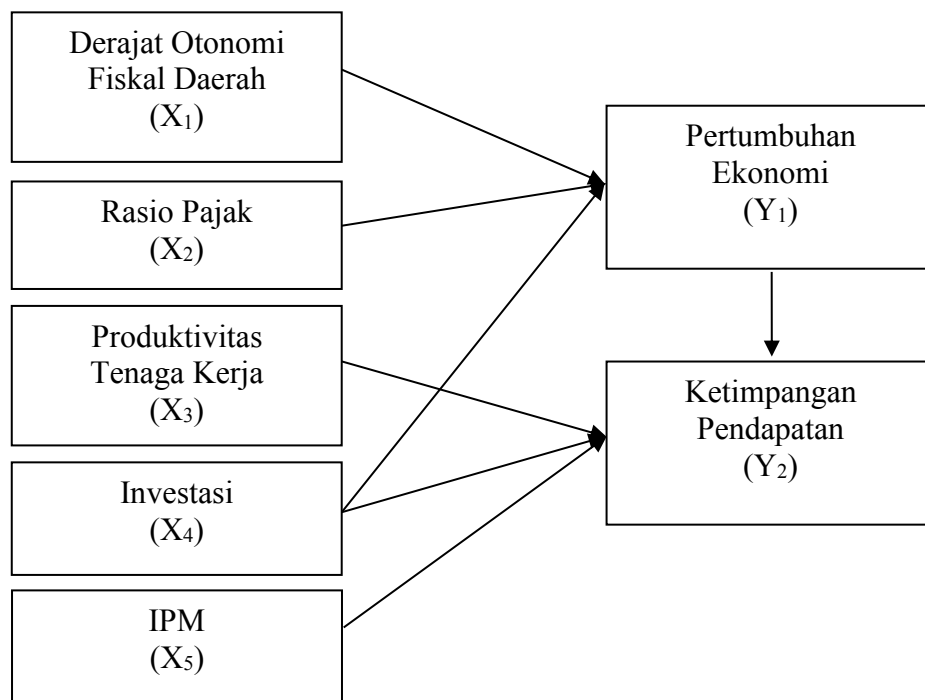 Derajat Otonomi
Fiskal Daerah
(X₁)
Rasio Pajak
(X₂)
Produktivitas
Tenaga Kerja
(X₃)
Investasi
(X₄)
IPM
(X₅)
Pertumbuhan
Ekonomi
(Y₁)
Ketimpangan
Pendapatan
(Y₂)